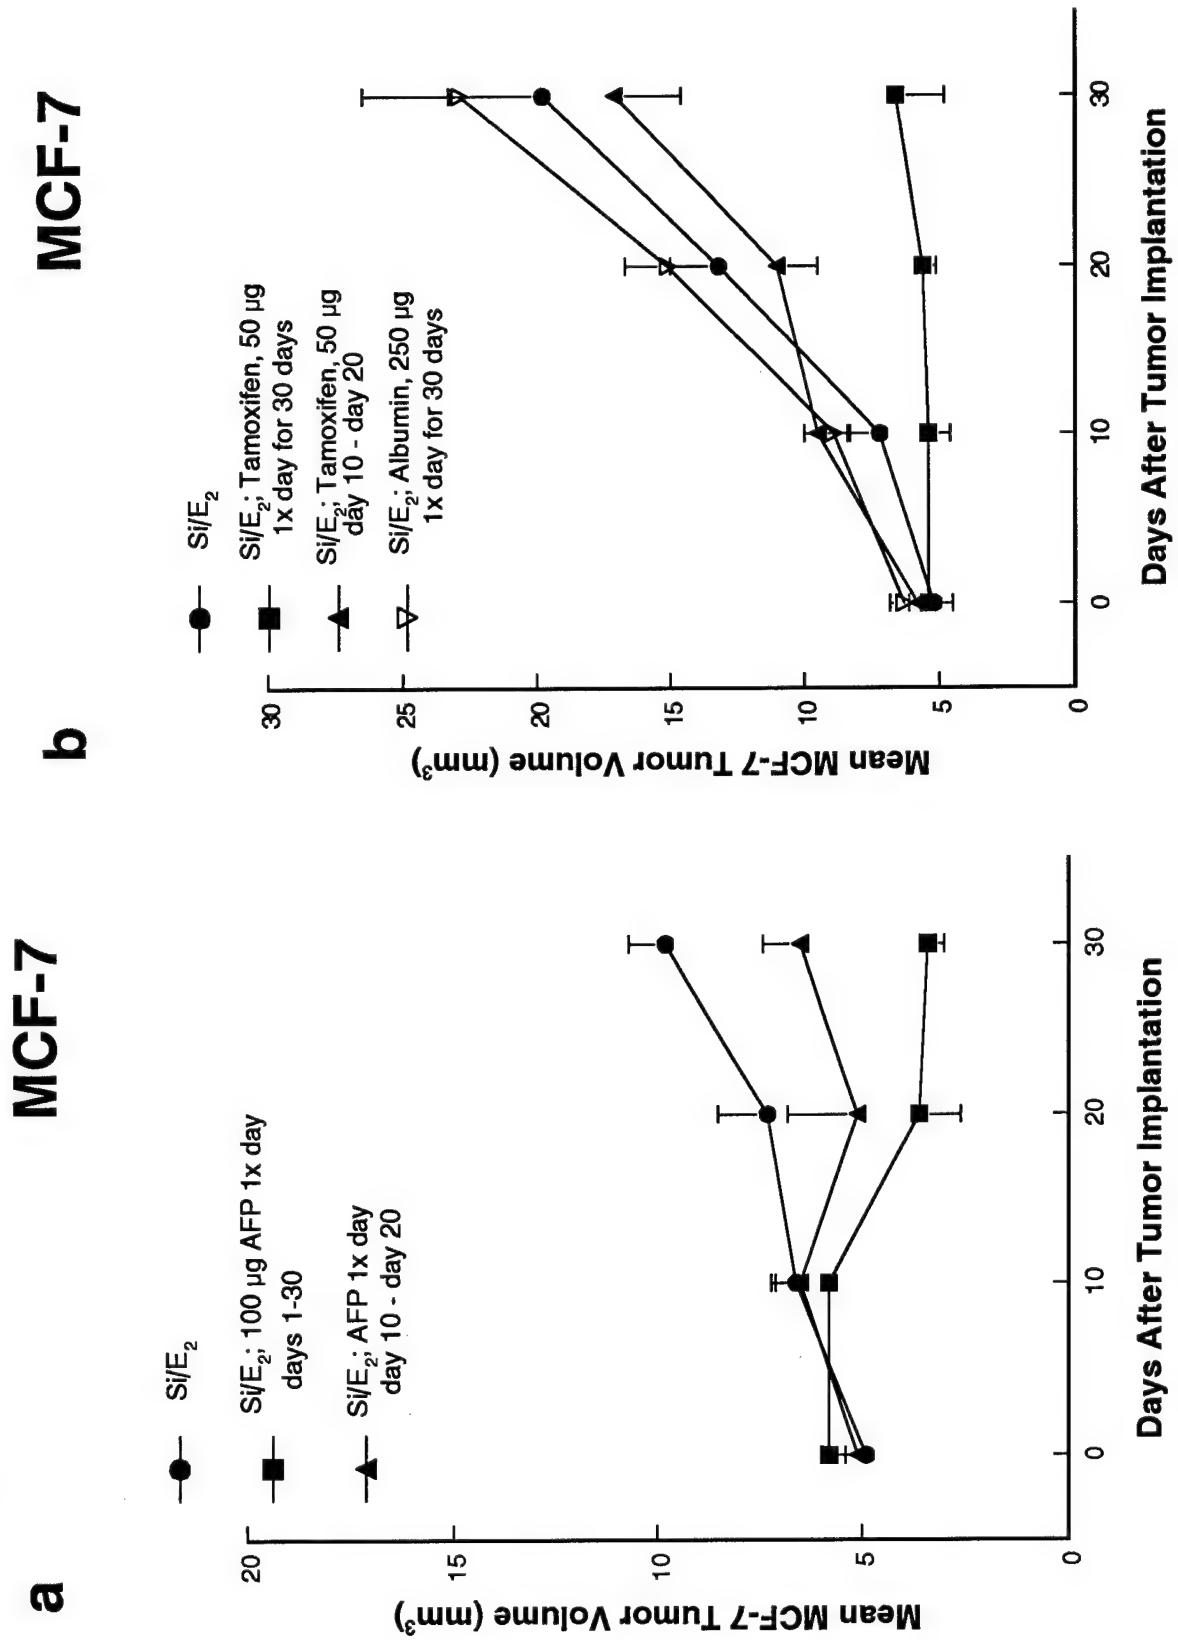 a
MCF-7
Si/E₂
Si/E₂; 100 µg AFP 1x day
days 1-30
Si/E₂; AFP 1x day
day 10 - day 20
Mean MCF-7 Tumor Volume (mm³)
20
15
10
5
0
0
10
20
30
Days After Tumor Implantation
b
MCF-7
Si/E₂
Si/E₂; Tamoxifen, 50 µg
1x day for 30 days
Si/E₂; Tamoxifen, 50 µg
day 10 - day 20
Si/E₂; Albumin, 250 µg
1x day for 30 days
Mean MCF-7 Tumor Volume (mm³)
30
25
20
15
10
5
0
0
10
20
30
Days After Tumor Implantation